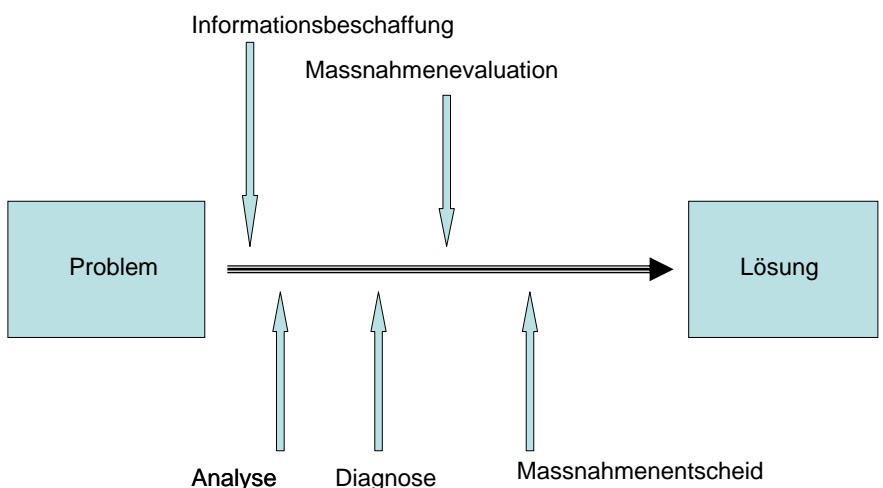 Informationsbeschaffung
Massnahmenevaluation
Problem
Lösung
Analyse
Diagnose
Massnahmenentscheid